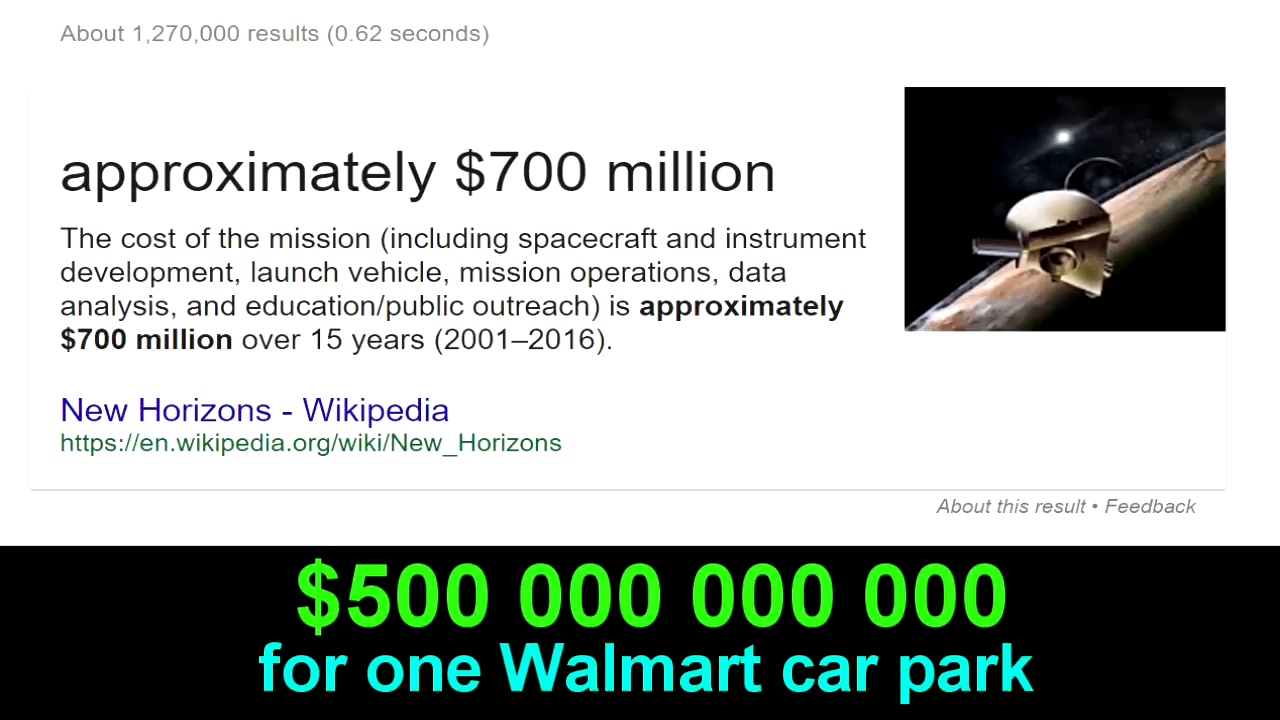 About 1,270,000 results (0.62 seconds)
approximately $700 million
The cost of the mission (including spacecraft and instrument
development, launch vehicle, mission operations, data
analysis, and education/public outreach) is approximately
$700 million over 15 years (2001–2016).
New Horizons - Wikipedia
https://en.wikipedia.org/wiki/New_Horizons
About this result • Feedback
$500 000 000 000
for one Walmart car park